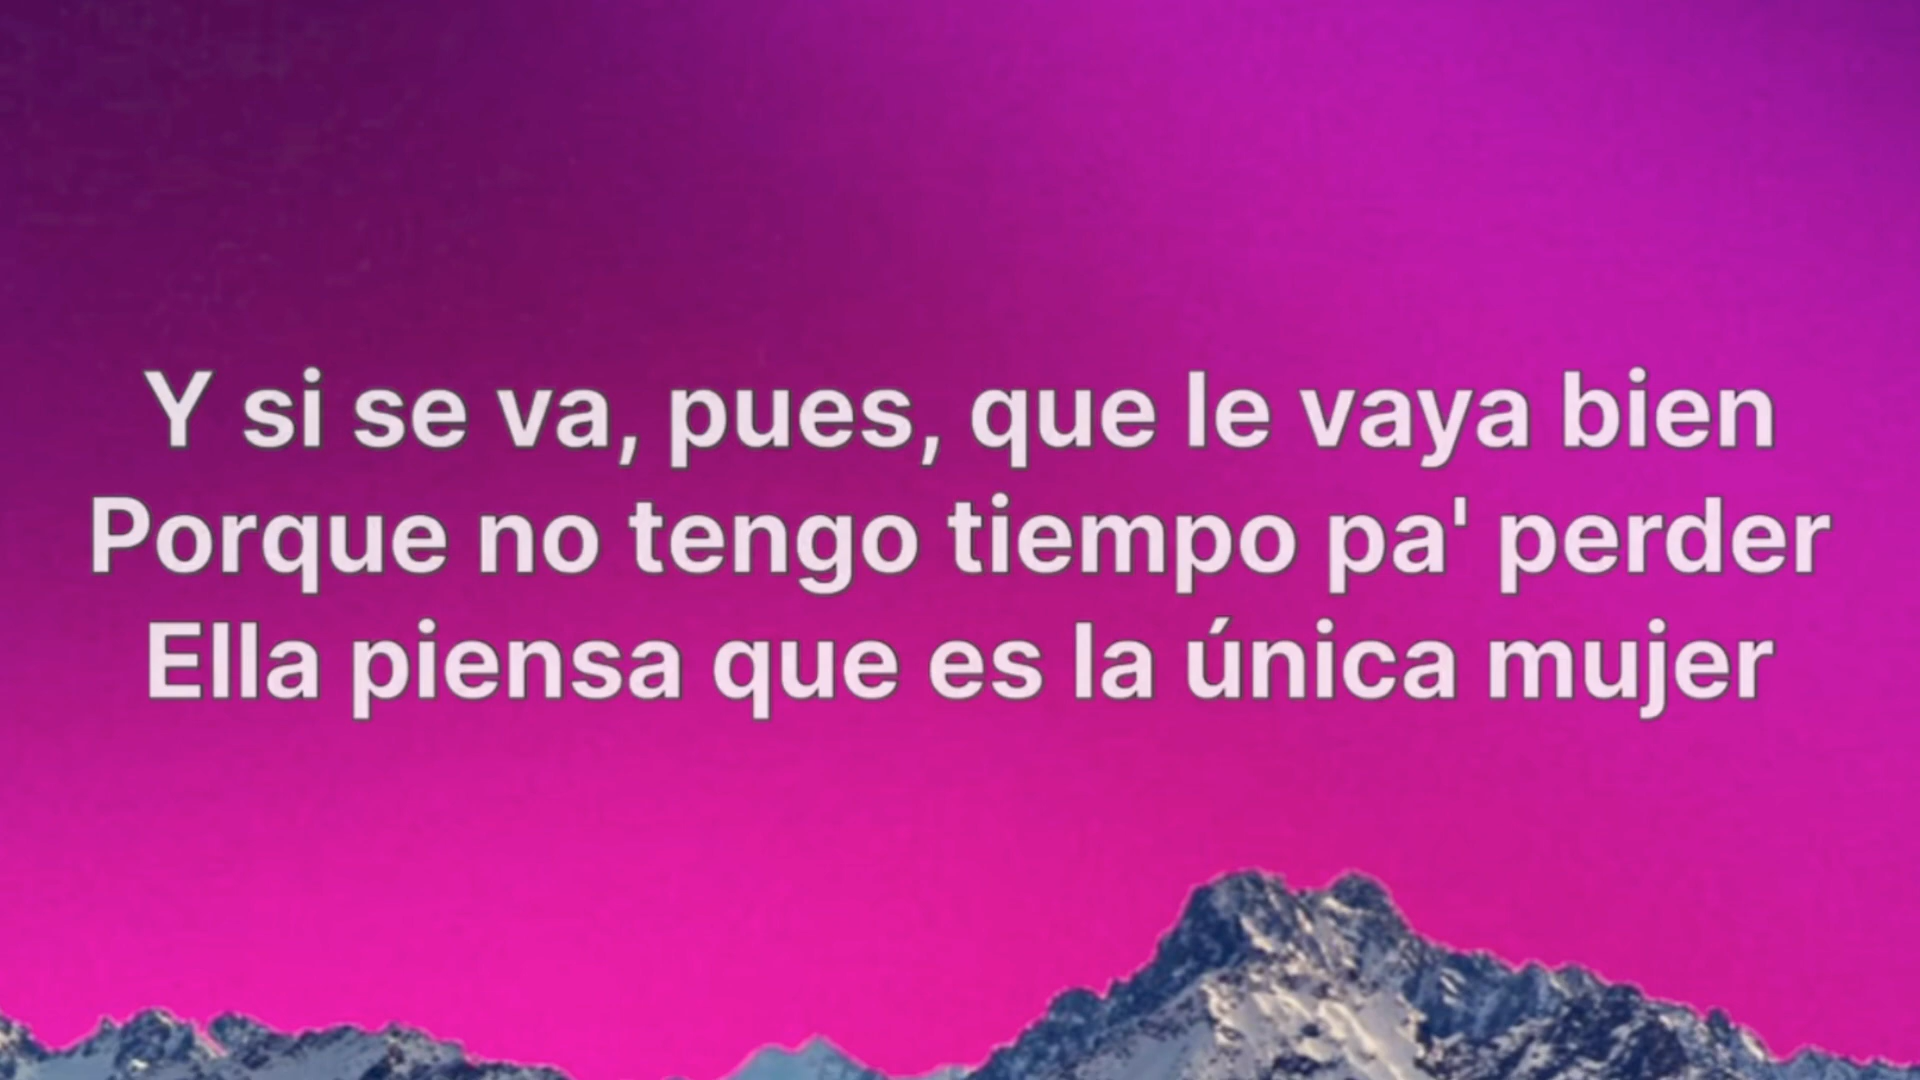 Y si se va, pues, que le vaya bien
Porque no tengo tiempo pa' perder
Ella piensa que es la única mujer